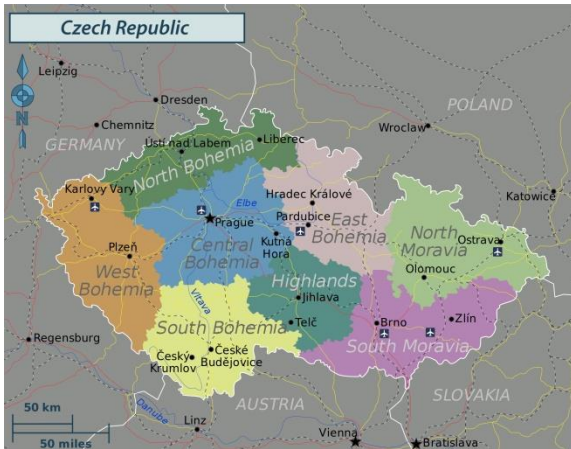 Czech Republic
Leipzig
Dresden
POLAND
Chemnitz
Wroclaw
GERMANY
Ústí nad Labem
Liberec
North Bohemia
Katowice
Karlovy Vary
Hradec Králové
Elbe
Pardubice
Prague
East
Bohemia
North
Moravia
Ostrava
Kutná
Hora
Plzeň
Central
Bohemia
Olomouc
West
Bohemia
Highlands
Jihlava
Vltava
South Bohemia
Telč
Brno
Zlín
Regensburg
South Moravia
Český
Krumlov
České
Budějovice
SLOVAKIA
AUSTRIA
50 km
50 miles
Danube
Linz
Vienna
Bratislava